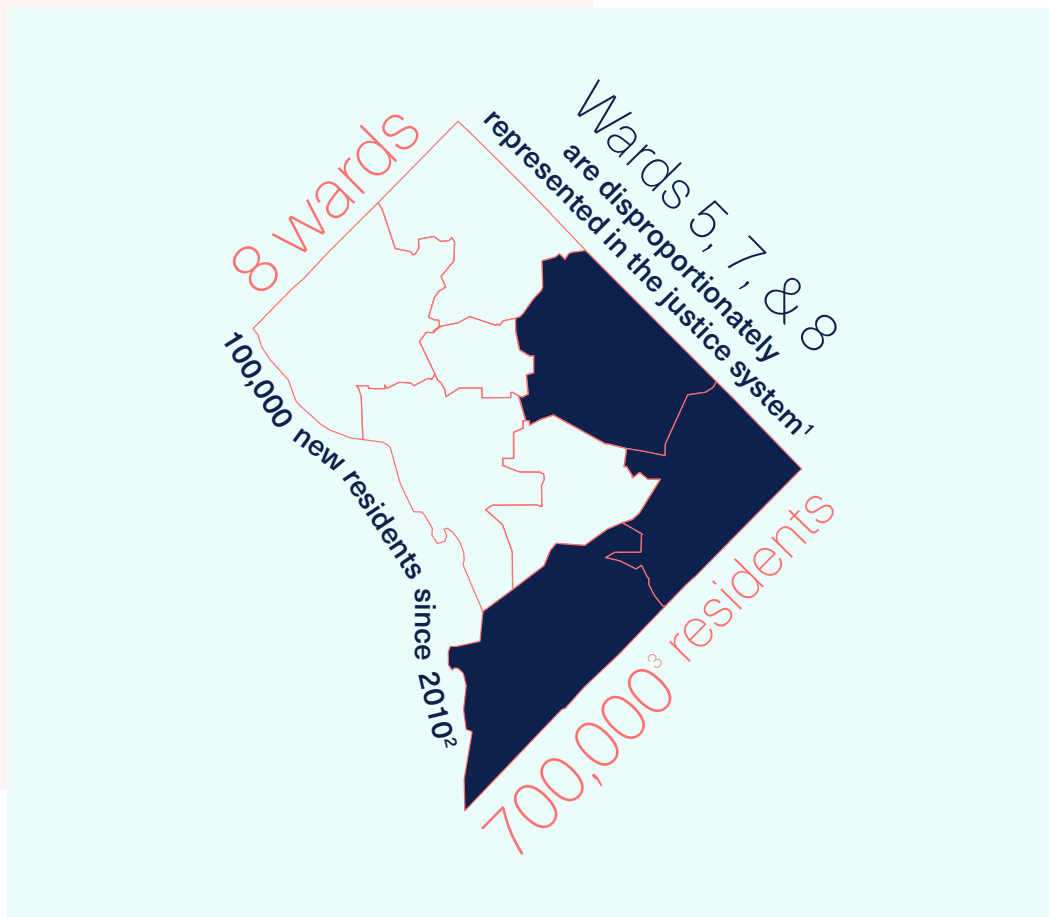 8 wards
Wards 5, 7, & 8
are disproportionately
represented in the justice system¹
100,000 new residents since 2010²
700,000³ residents